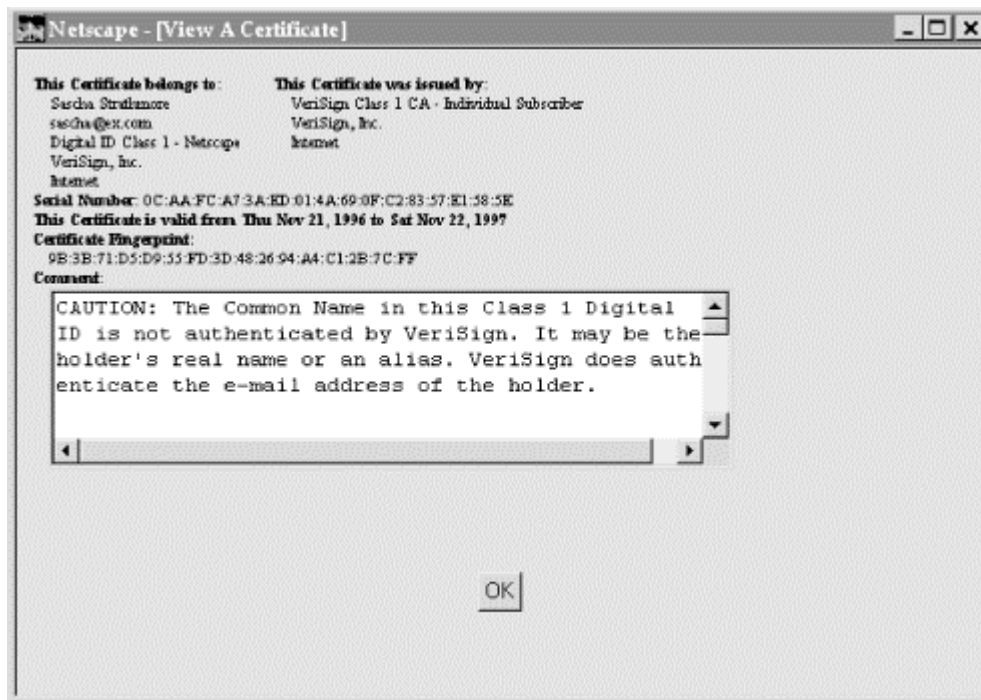 Netscape - [View A Certificate]
This Certificate belongs to:
Sascha Strathmore
sascha@ex.com
Digital ID Class 1 - Netscape
VeriSign, Inc.
Internet
This Certificate was issued by:
VeriSign Class 1 CA - Individual Subscriber
VeriSign, Inc.
Internet
Serial Number: 0C:AA:FC:A7:3A:ED:01:4A:69:0F:C2:83:57:E1:58:5E
This Certificate is valid from Thu Nov 21, 1996 to Sat Nov 22, 1997
Certificate Fingerprint:
9B:3B:71:D5:D9:55:FD:3D:48:26:94:A4:C1:2B:7C:FF
Comment:
CAUTION: The Common Name in this Class 1 Digital
ID is not authenticated by VeriSign. It may be the
holder's real name or an alias. VeriSign does auth
enticate the e-mail address of the holder.
OK